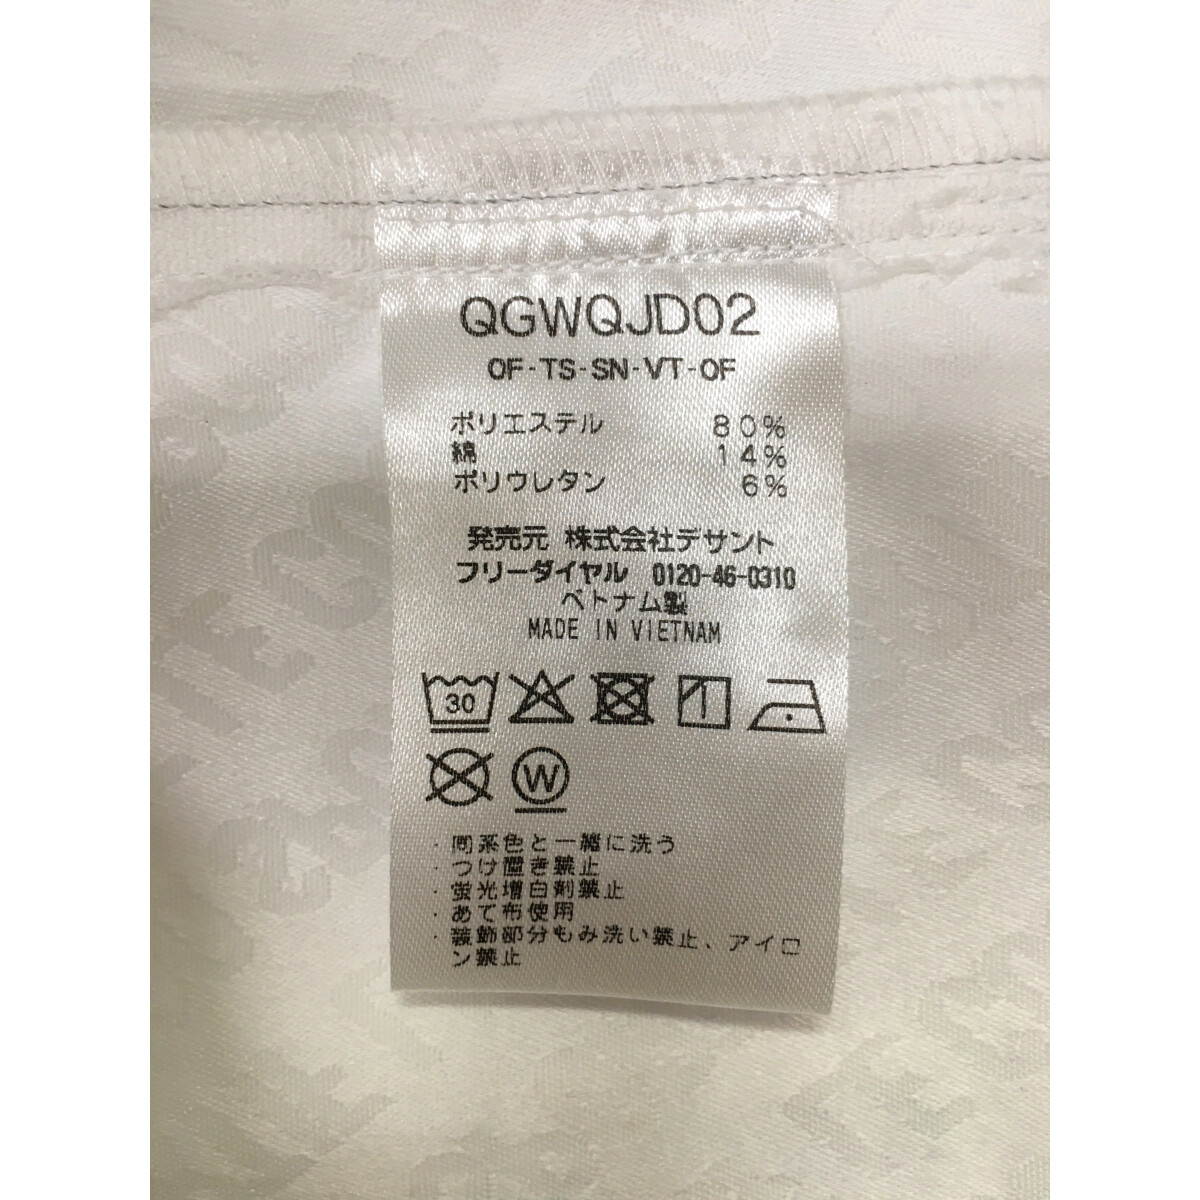 QGWQJD02
OF-TS-SN-VT-OF
ポリエステル 80%
綿 14%
ポリウレタン 6%
発売元 株式会社デサント
フリーダイヤル 0120-46-0310
ベトナム製
MADE IN VIETNAM
30
W
・同系色と一緒に洗う
・つけ置き禁止
・蛍光増白剤禁止
・あて布使用
・装飾部分もみ洗い禁止、アイロ
ン禁止